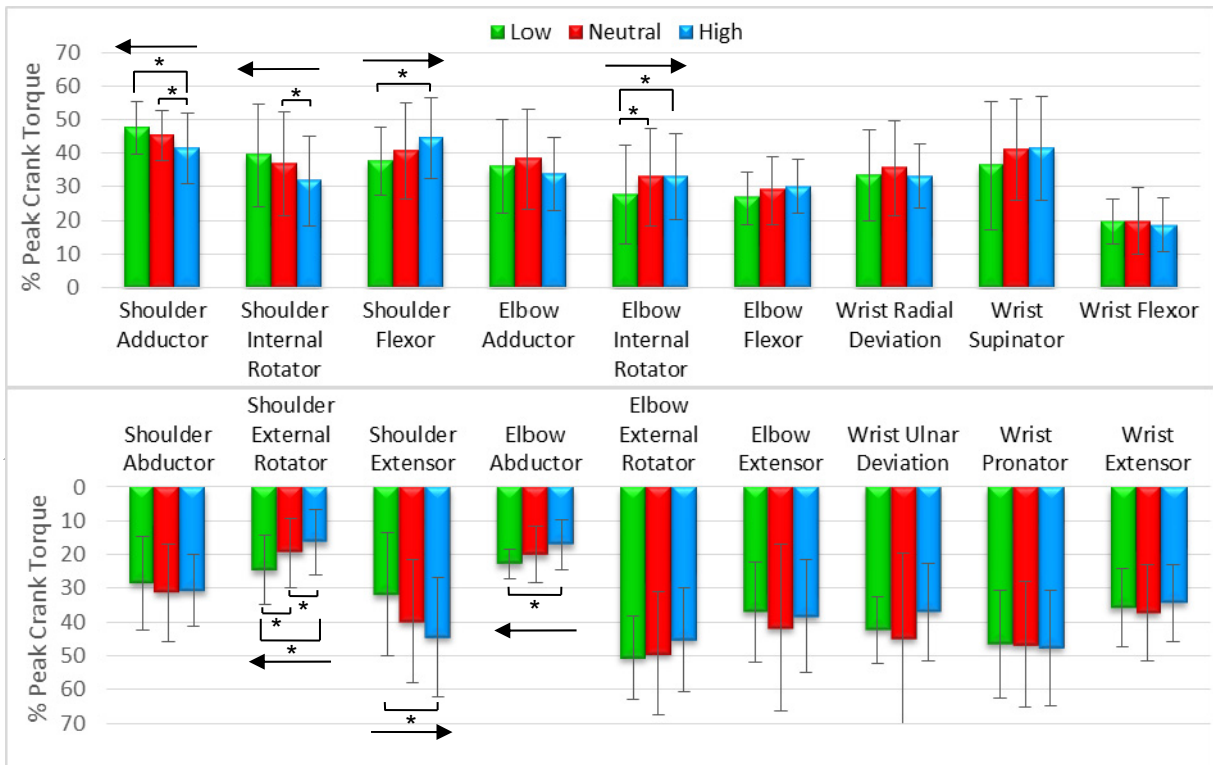 Low Neutral High
% Peak Crank Torque
70
60
50
40
30
20
10
0
* * * * * * *
Shoulder Shoulder Shoulder Elbow Elbow Elbow Wrist Radial Wrist Wrist Flexor
Adductor Internal Flexor Adductor Internal Flexor Deviation Supinator
Rotator Rotator
Shoulder Elbow
Shoulder External Shoulder Elbow External Elbow Wrist Ulnar Wrist Wrist
Abductor Rotator Extensor Abductor Rotator Extensor Deviation Pronator Extensor
% Peak Crank Torque
0
10
20
30
40
50
60
70
* * * * *